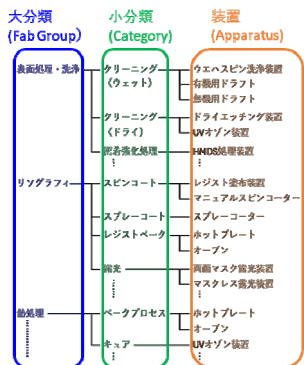 大分類
(Fab Group)
小分類
(Category)
装置
(Apparatus)
表面処理・洗浄
クリーニング
(ウェット)
ウエハスピン洗浄装置
有機用ドラフト
無機用ドラフト
クリーニング
(ドライ)
ドライエッチング装置
UVオゾン装置
密着強化処理
HMDS処理装置
リソグラフィ
スピンコート
レジスト塗布装置
マニュアルスピンコーター
スプレーコート
スプレーコーター
レジストベーク
ホットプレート
オーブン
露光
両面マスク露光装置
マスクレス露光装置
熱処理
ベークプロセス
ホットプレート
オーブン
キュア
UVオゾン装置